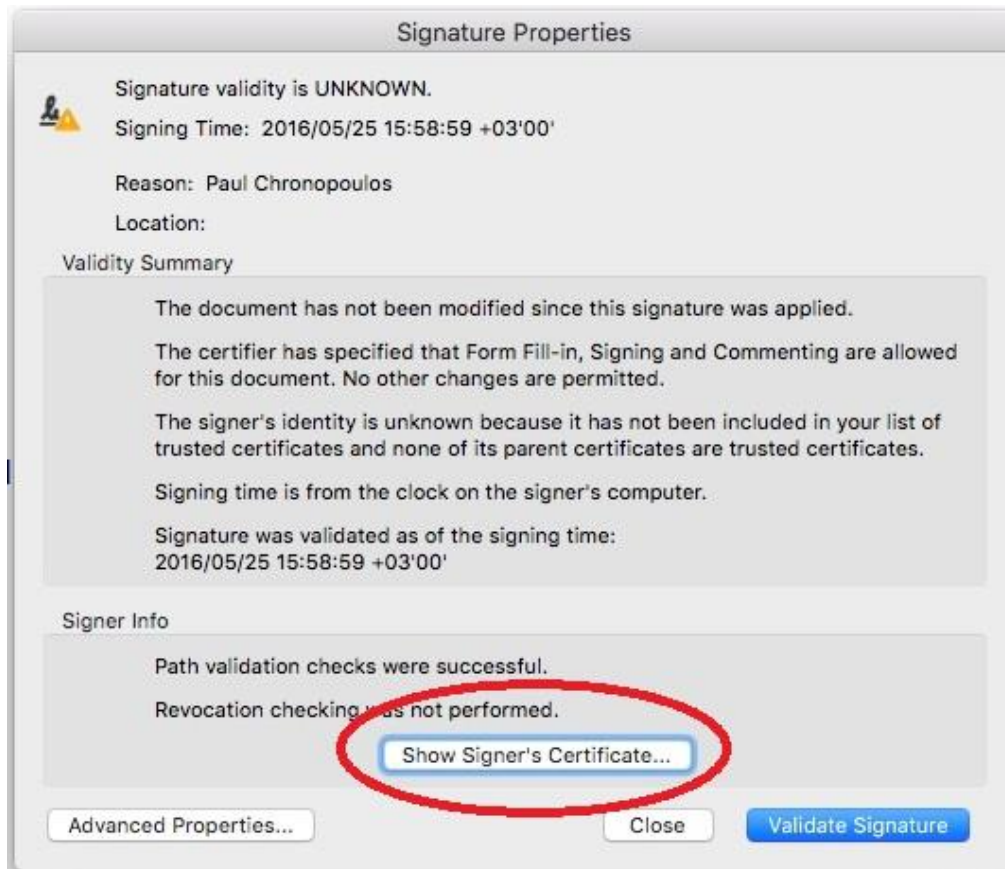 Signature Properties
Signature validity is UNKNOWN.
Signing Time: 2016/05/25 15:58:59 +03'00'
Reason: Paul Chronopoulos
Location:
Validity Summary
The document has not been modified since this signature was applied.
The certifier has specified that Form Fill-in, Signing and Commenting are allowed
for this document. No other changes are permitted.
The signer's identity is unknown because it has not been included in your list of
trusted certificates and none of its parent certificates are trusted certificates.
Signing time is from the clock on the signer's computer.
Signature was validated as of the signing time:
2016/05/25 15:58:59 +03'00'
Signer Info
Path validation checks were successful.
Revocation checking was not performed.
Show Signer's Certificate...
Advanced Properties...
Close
Validate Signature